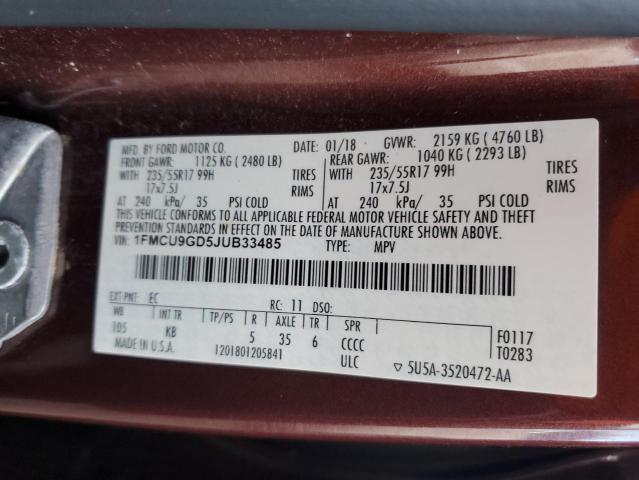 MFD. BY FORD MOTOR CO.
DATE: 01/18 GVWR: 2159 KG ( 4760 LB)
FRONT GAWR: 1125 KG ( 2480 LB)
REAR GAWR: 1040 KG ( 2293 LB)
WITH 235/55R17 99H TIRES
17x7.5J RIMS
AT 240 kPa/ 35 PSI COLD
WITH 235/55R17 99H TIRES
17x7.5J RIMS
AT 240 kPa/ 35 PSI COLD
THIS VEHICLE CONFORMS TO ALL APPLICABLE FEDERAL MOTOR VEHICLE SAFETY AND THEFT
PREVENTION STANDARDS IN EFFECT ON THE DATE OF MANUFACTURE SHOWN ABOVE.
VIN: 1FMCU9GD5JUB33485 TYPE: MPV
EXT PNT: EC RC: 11 DSO:
WB INT TR TP/PS R AXLE TR SPR
105 KB 5 35 6 CCCC
F0117
T0283
MADE IN U.S.A. 1201801205841 ULC
▽ 5U5A-3520472-AA